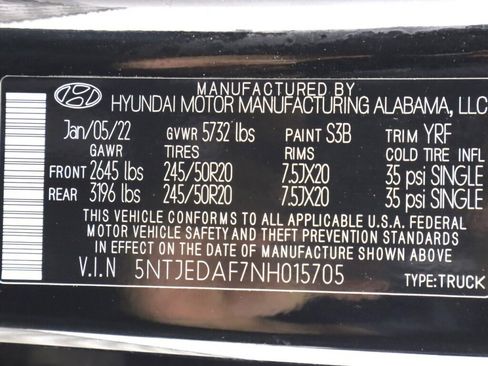 MANUFACTURED BY
HYUNDAI MOTOR MANUFACTURING ALABAMA, LLC
Jan/05/22 GVWR 5732 lbs PAINT S3B TRIM YRF
GAWR TIRES RIMS COLD TIRE INFL
FRONT 2645 lbs 245/50R20 7.5JX20 35 psi SINGLE
REAR 3196 lbs 245/50R20 7.5JX20 35 psi SINGLE
THIS VEHICLE CONFORMS TO ALL APPLICABLE U.S.A. FEDERAL
MOTOR VEHICLE SAFETY AND THEFT PREVENTION STANDARDS
IN EFFECT ON THE DATE OF MANUFACTURE SHOWN ABOVE
V.I.N 5NTJEDAF7NH015705 TYPE: TRUCK